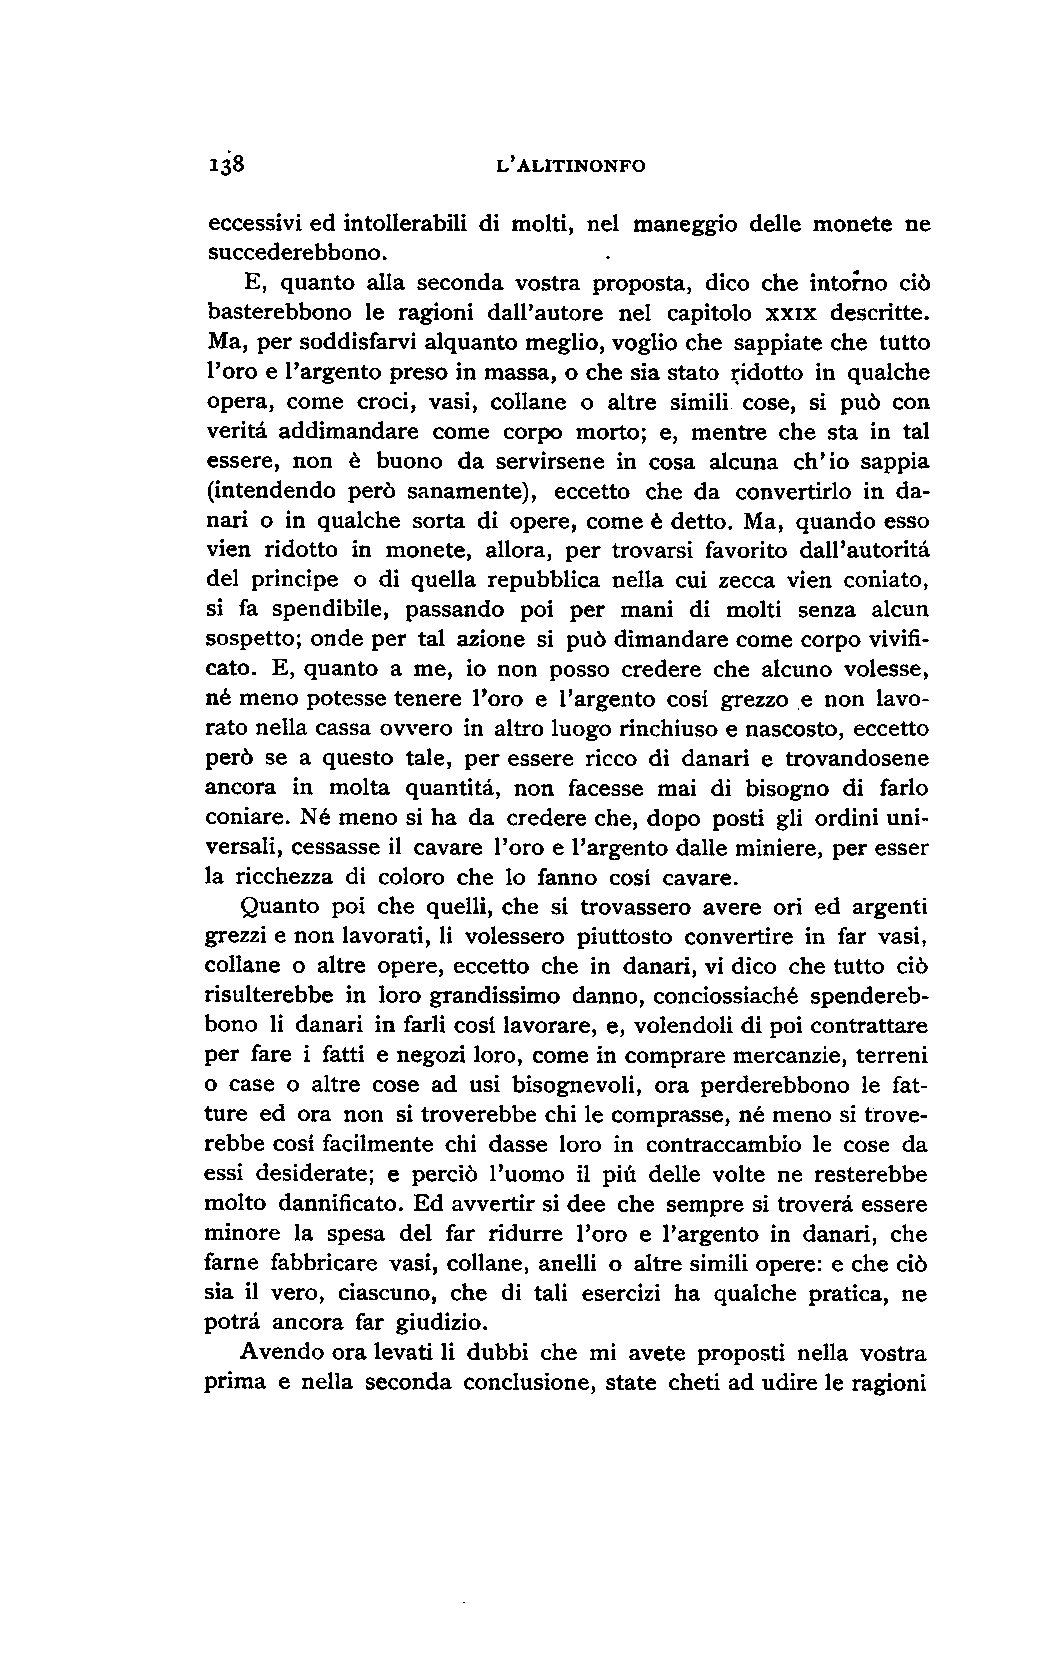 138 L'ALITINONFO
eccessivi ed intollerabili di molti, nel maneggio delle monete ne
succederebbono.
E, quanto alla seconda vostra proposta, dico che intorno ciò
basterebbono le ragioni dall'autore nel capitolo XXIX descritte.
Ma, per soddisfarvi alquanto meglio, voglio che sappiate che tutto
l'oro e l'argento preso in massa, o che sia stato ridotto in qualche
opera, come croci, vasi, collane o altre simili cose, si può con
veritá addimandare come corpo morto; e, mentre che sta in tal
essere, non è buono da servirsene in cosa alcuna ch'io sappia
(intendendo però sanamente), eccetto che da convertirlo in da-
nari o in qualche sorta di opere, come è detto. Ma, quando esso
vien ridotto in monete, allora, per trovarsi favorito dall'autoritá
del principe o di quella repubblica nella cui zecca vien coniato,
si fa spendibile, passando poi per mani di molti senza alcun
sospetto; onde per tal azione si può dimandare come corpo vivifi-
cato. E, quanto a me, io non posso credere che alcuno volesse,
né meno potesse tenere l'oro e l'argento cosí grezzo e non lavo-
rato nella cassa ovvero in altro luogo rinchiuso e nascosto, eccetto
però se a questo tale, per essere ricco di danari e trovandosene
ancora in molta quantitá, non facesse mai di bisogno di farlo
coniare. Né meno si ha da credere che, dopo posti gli ordini uni-
versali, cessasse il cavare l'oro e l'argento dalle miniere, per esser
la ricchezza di coloro che lo fanno cosí cavare.
Quanto poi che quelli, che si trovassero avere ori ed argenti
grezzi e non lavorati, li volessero piuttosto convertire in far vasi,
collane o altre opere, eccetto che in danari, vi dico che tutto ciò
risulterebbe in loro grandissimo danno, conciossiaché spendereb-
bono li danari in farli cosí lavorare, e, volendoli di poi contrattare
per fare i fatti e negozi loro, come in comprare mercanzie, terreni
o case o altre cose ad usi bisognevoli, ora perderebbono le fat-
ture ed ora non si troverebbe chi le comprasse, né meno si trove-
rebbe cosí facilmente chi dasse loro in contraccambio le cose da
essi desiderate; e perciò l'uomo il piú delle volte ne resterebbe
molto dannificato. Ed avvertir si dee che sempre si troverá essere
minore la spesa del far ridurre l'oro e l'argento in danari, che
farne fabbricare vasi, collane, anelli o altre simili opere: e che ciò
sia il vero, ciascuno, che di tali esercizi ha qualche pratica, ne
potrá ancora far giudizio.
Avendo ora levati li dubbi che mi avete proposti nella vostra
prima e nella seconda conclusione, state cheti ad udire le ragioni